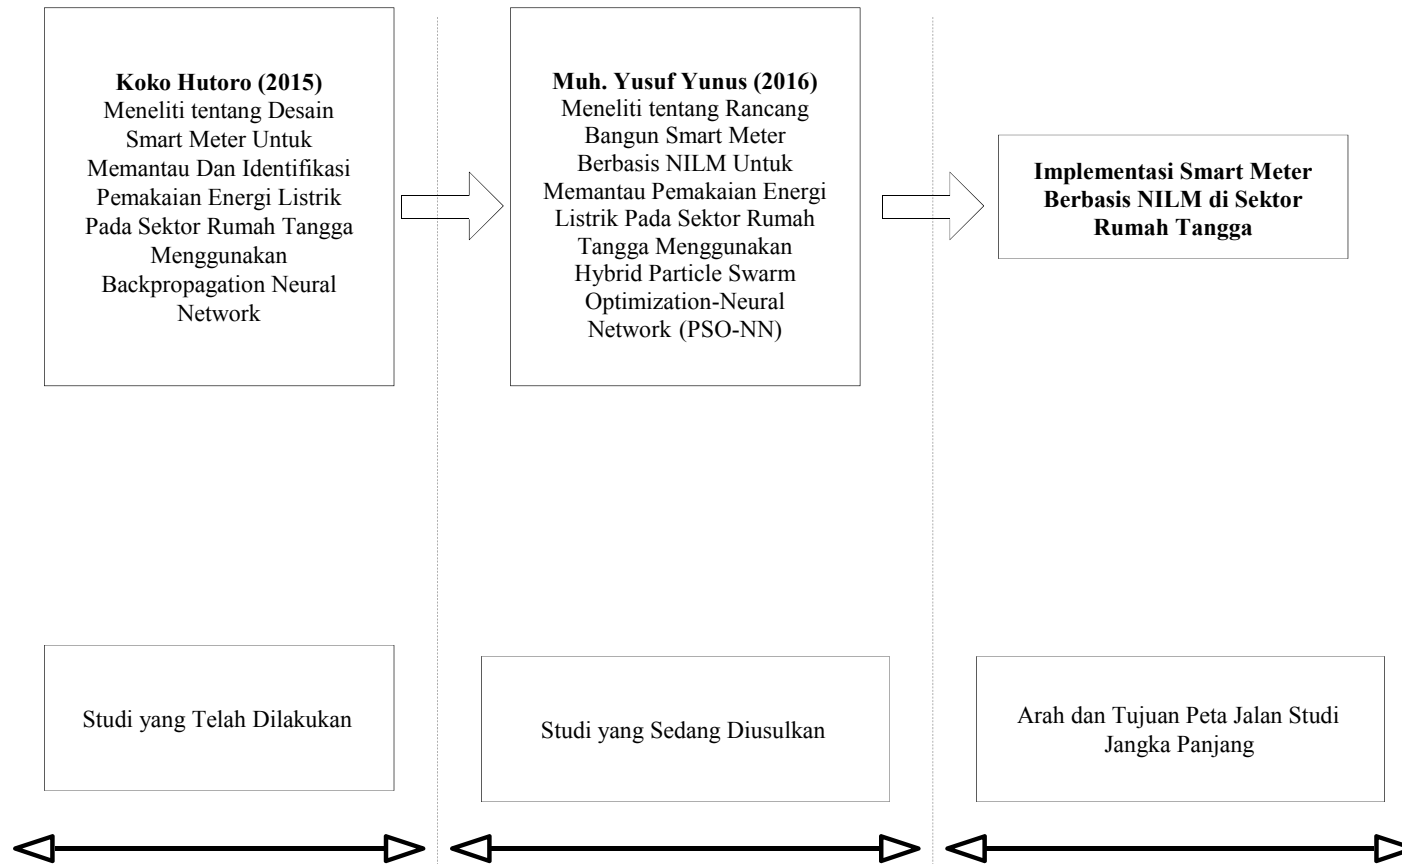 Koko Hutoro (2015)
Meneliti tentang Desain
Smart Meter Untuk
Memantau Dan Identifikasi
Pemakaian Energi Listrik
Pada Sektor Rumah Tangga
Menggunakan
Backpropagation Neural
Network
Muh. Yusuf Yunus (2016)
Meneliti tentang Rancang
Bangun Smart Meter
Berbasis NILM Untuk
Memantau Pemakaian Energi
Listrik Pada Sektor Rumah
Tangga Menggunakan
Hybrid Particle Swarm
Optimization-Neural
Network (PSO-NN)
Implementasi Smart Meter
Berbasis NILM di Sektor
Rumah Tangga
Studi yang Telah Dilakukan
Studi yang Sedang Diusulkan
Arah dan Tujuan Peta Jalan Studi
Jangka Panjang